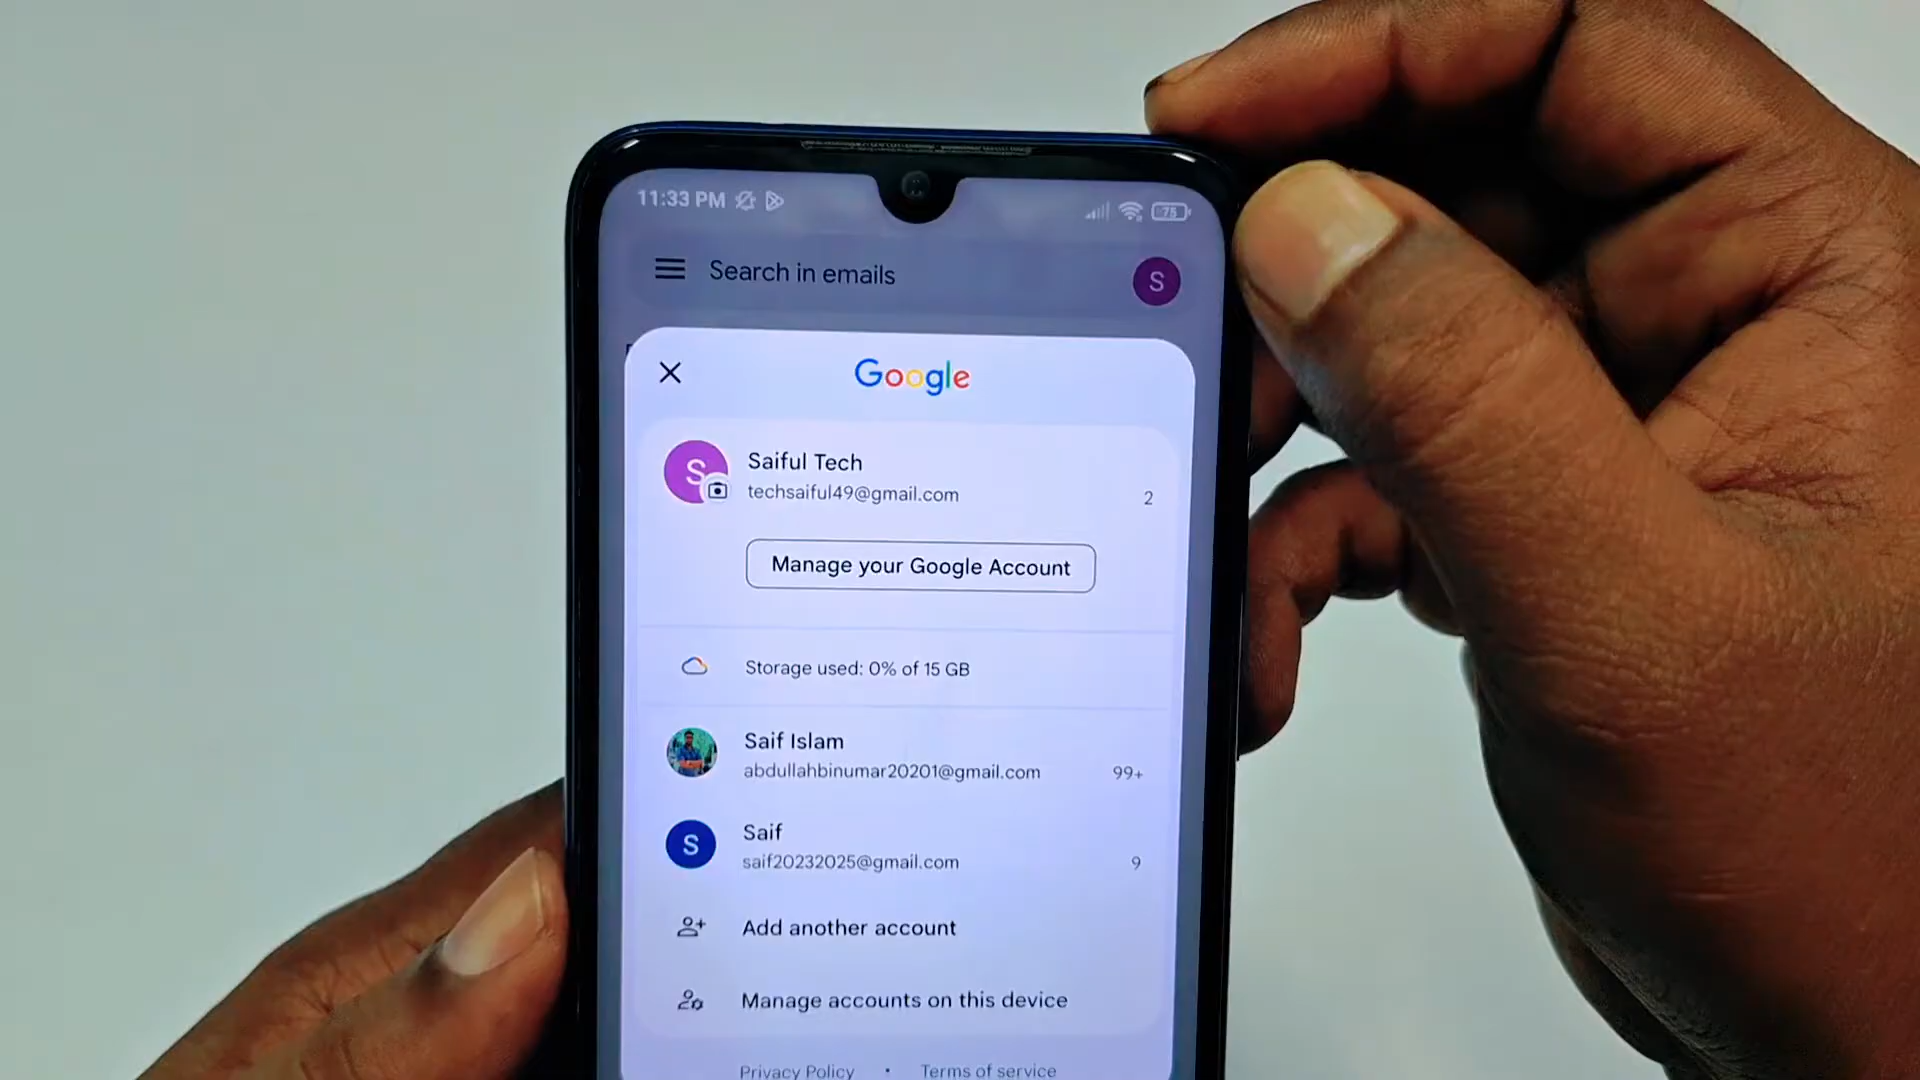 11:33 PM
75
Search in emails
S
Google
S
Saiful Tech
techsaiful49@gmail.com
2
Manage your Google Account
Storage used: 0% of 15 GB
Saif Islam
abdullahbinumar20201@gmail.com
99+
S
Saif
saif20232025@gmail.com
9
Add another account
Manage accounts on this device
Privacy Policy • Terms of service